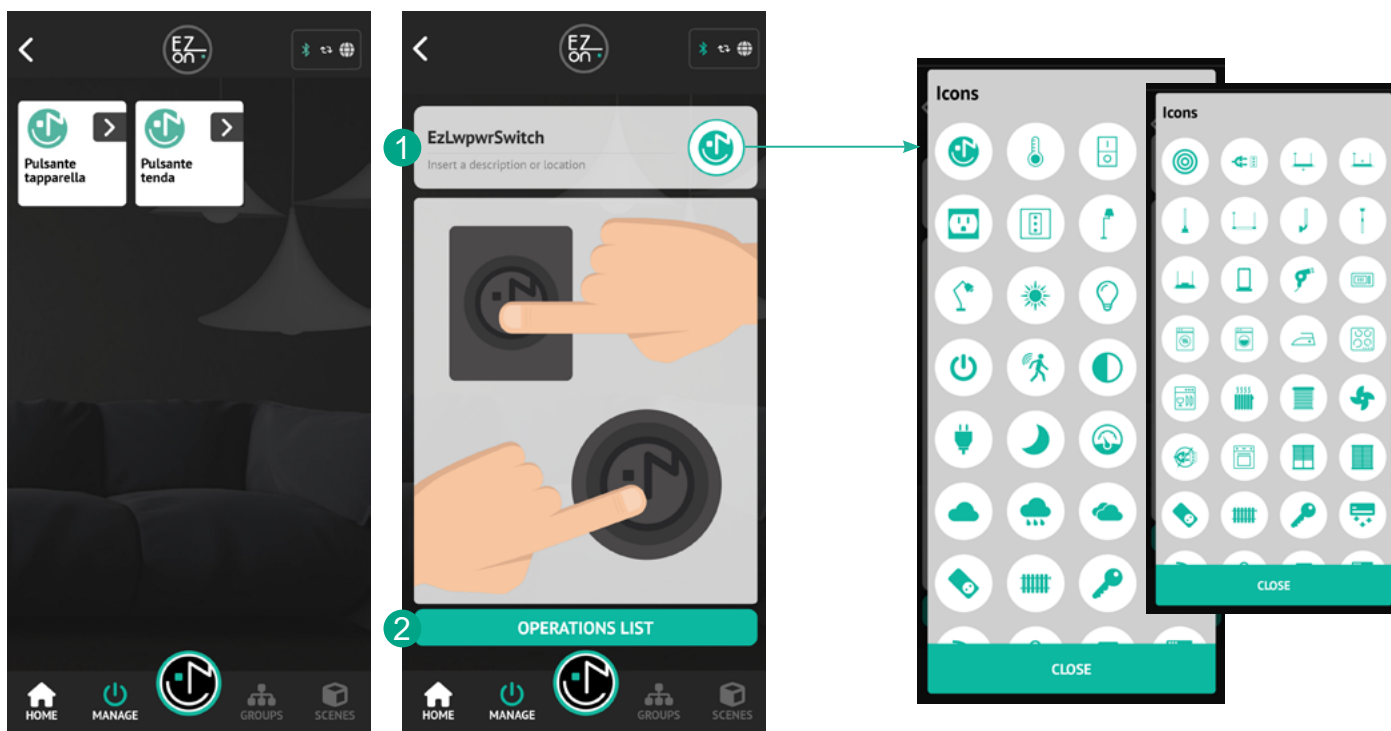 EZ
on
Pulsante
tapparella
Pulsante
tenda
HOME
MANAGE
GROUPS
SCENES
EZ
on
1
EzLwpwrSwitch
Insert a description or location
2
OPERATIONS LIST
HOME
MANAGE
GROUPS
SCENES
Icons
CLOSE
Icons
CLOSE